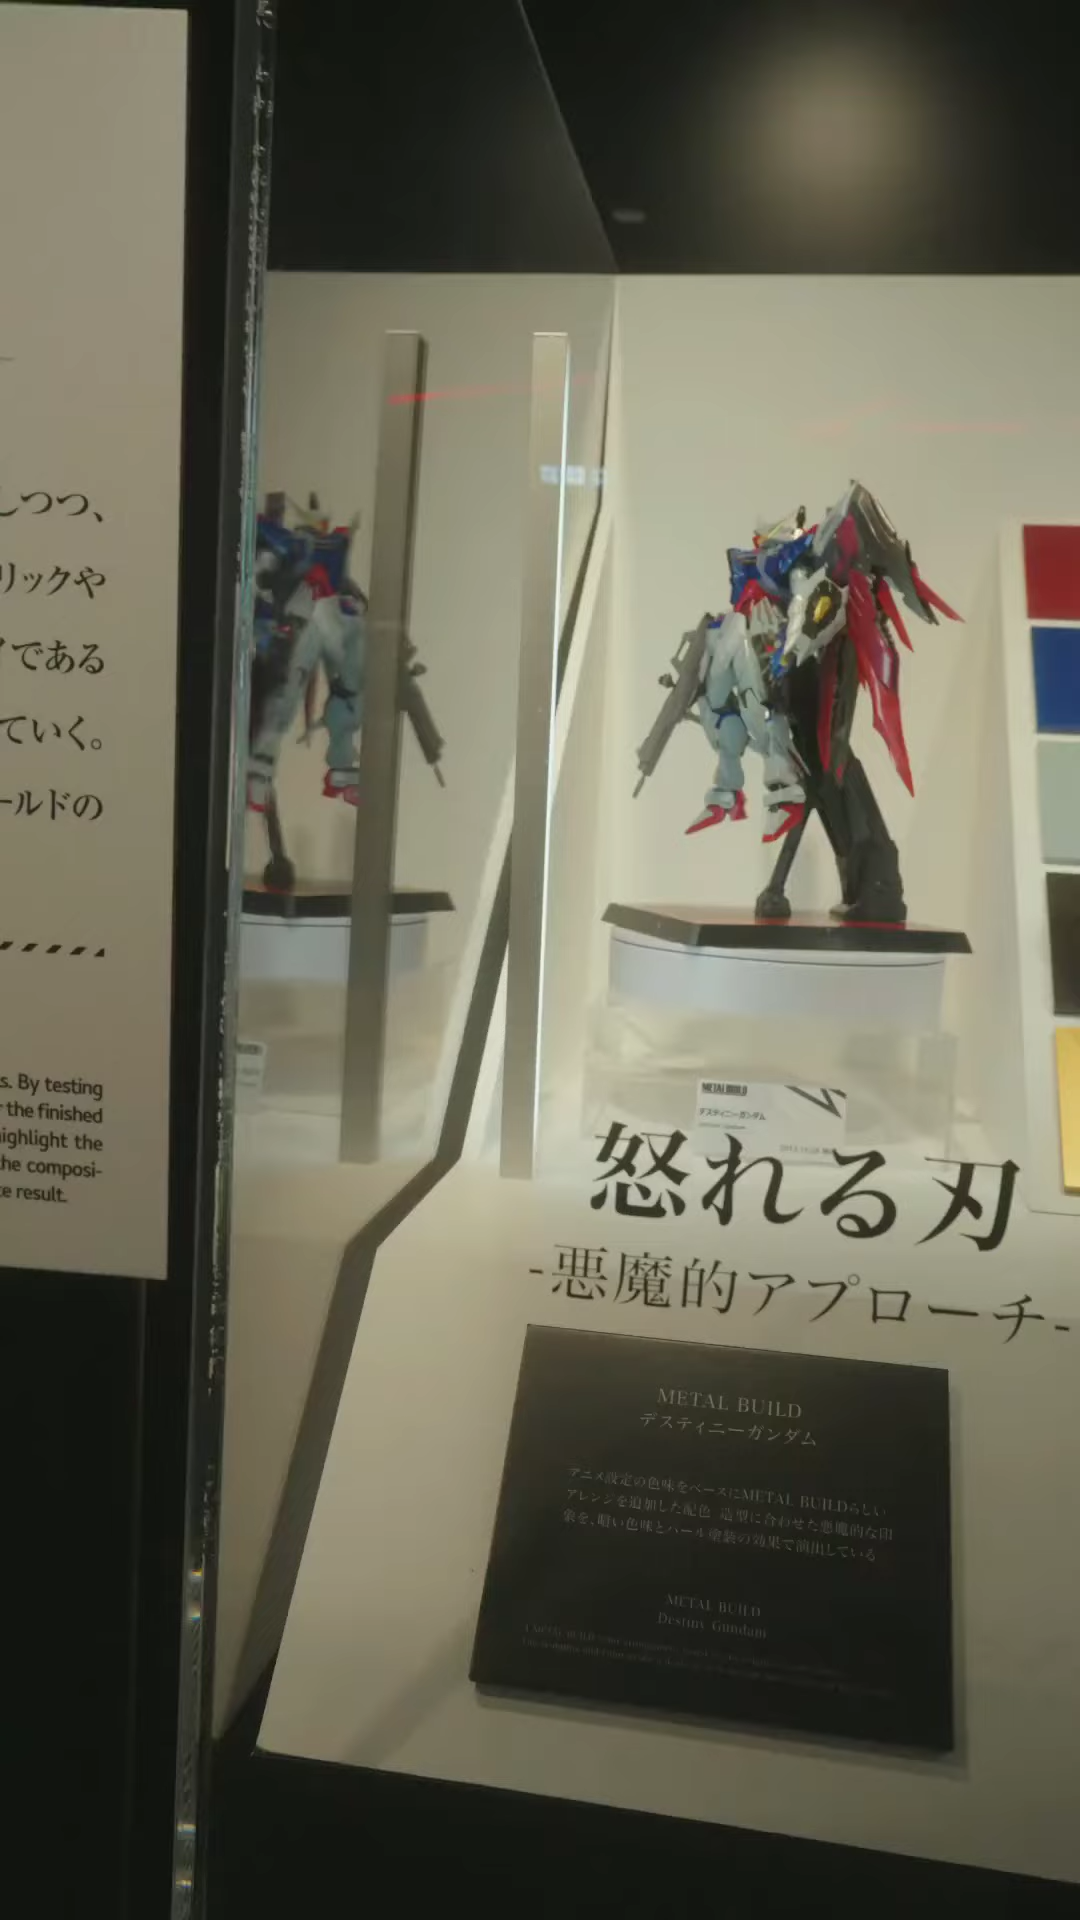 しつつ、
リックや
である
ていく。
ールドの
s. By testing
the finished
highlight the
the composi-
te result.
METAL BUILD
デスティニーガンダム
怒れる刃
-悪魔的アプローチ-
METAL BUILD
デスティニーガンダム
アニメ設定の色味をベースにMETAL BUILDらしい
アレンジを追加した配色 造型に合わせた悪魔的な印
象を、暗い色味とパール塗装の効果で演出している
METAL BUILD
Destiny Gundam